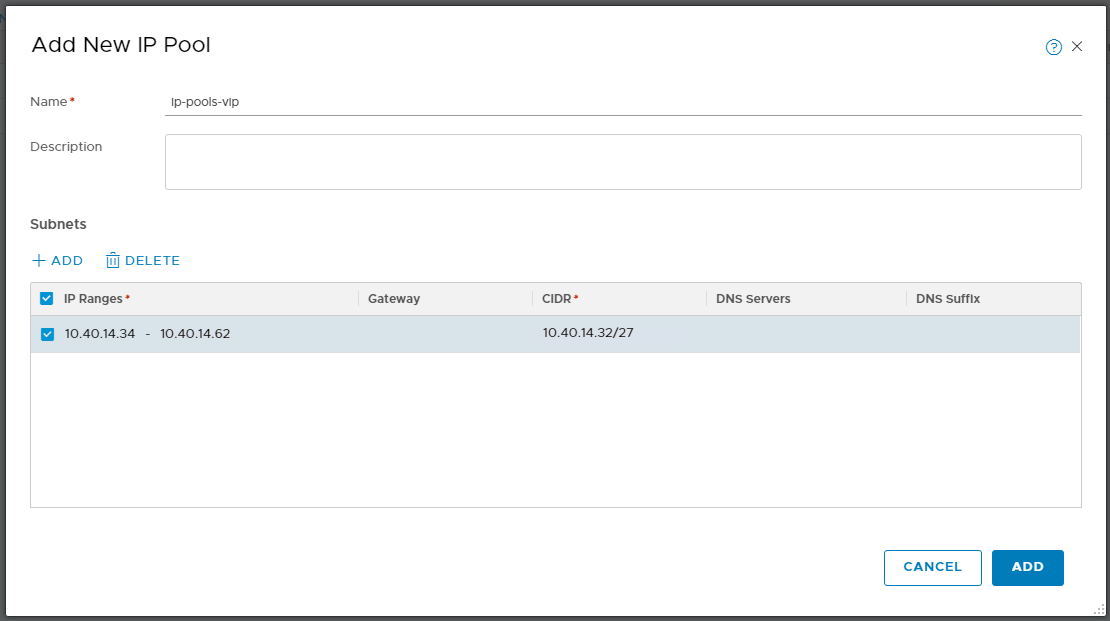 Add New IP Pool
?
Name*
ip-pools-vip
Description
Subnets
+ ADD
DELETE
IP Ranges* Gateway CIDR* DNS Servers DNS Suffix
10.40.14.34 - 10.40.14.62 10.40.14.32/27
CANCEL ADD